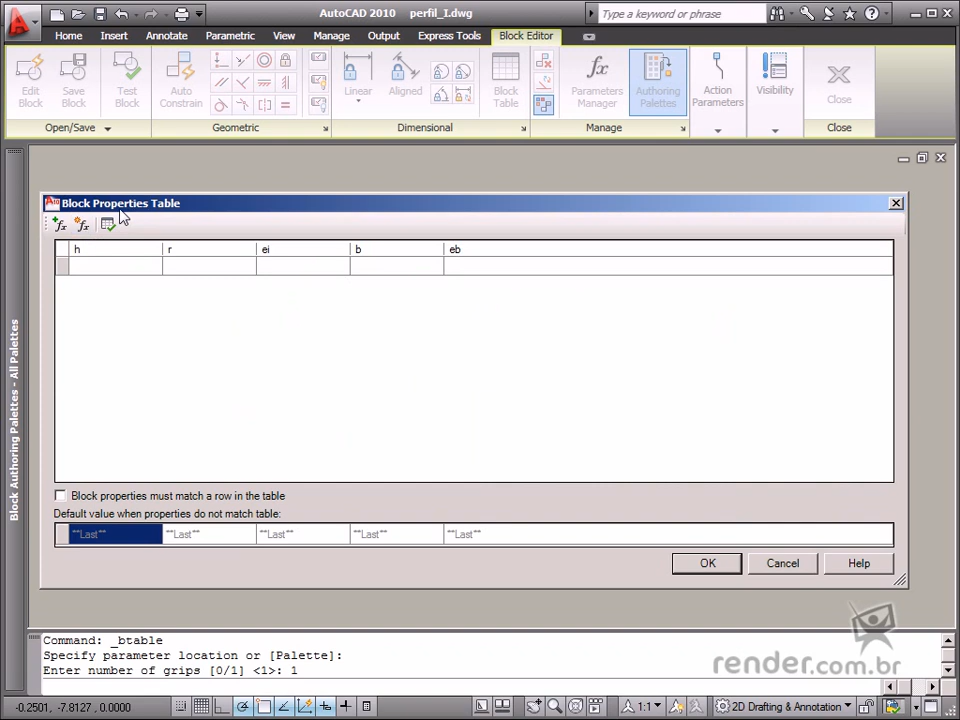 AutoCAD 2010 perfil_I.dwg
Type a keyword or phrase
Home Insert Annotate Parametric View Manage Output Express Tools Block Editor
Edit Block
Save Block
Test Block
Auto Constrain
Linear
Aligned
Block Table
Parameters Manager
Authoring Palettes
Action Parameters
Visibility
Close
Open/Save Geometric Dimensional Manage Close
Block Properties Table
h r ei b eb
Block properties must match a row in the table
Default value when properties do not match table:
**Last** **Last** **Last** **Last** **Last**
OK Cancel Help
Block Authoring Palettes - All Palettes
Command: _btable
Specify parameter location or [Palette]:
Enter number of grips [0/1] <1>: 1
render.com.br
-0.2501, -7.8127, 0.0000
1:1
2D Drafting & Annotation